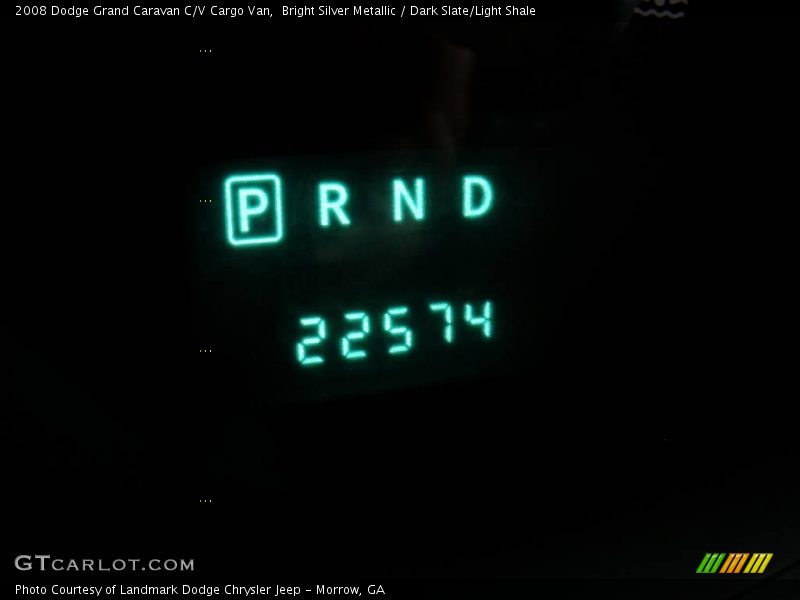 2008 Dodge Grand Caravan C/V Cargo Van,  Bright Silver Metallic / Dark Slate/Light Shale
...
...
P R N D
22574
...
...
GTCARLOT.COM
Photo Courtesy of Landmark Dodge Chrysler Jeep - Morrow, GA